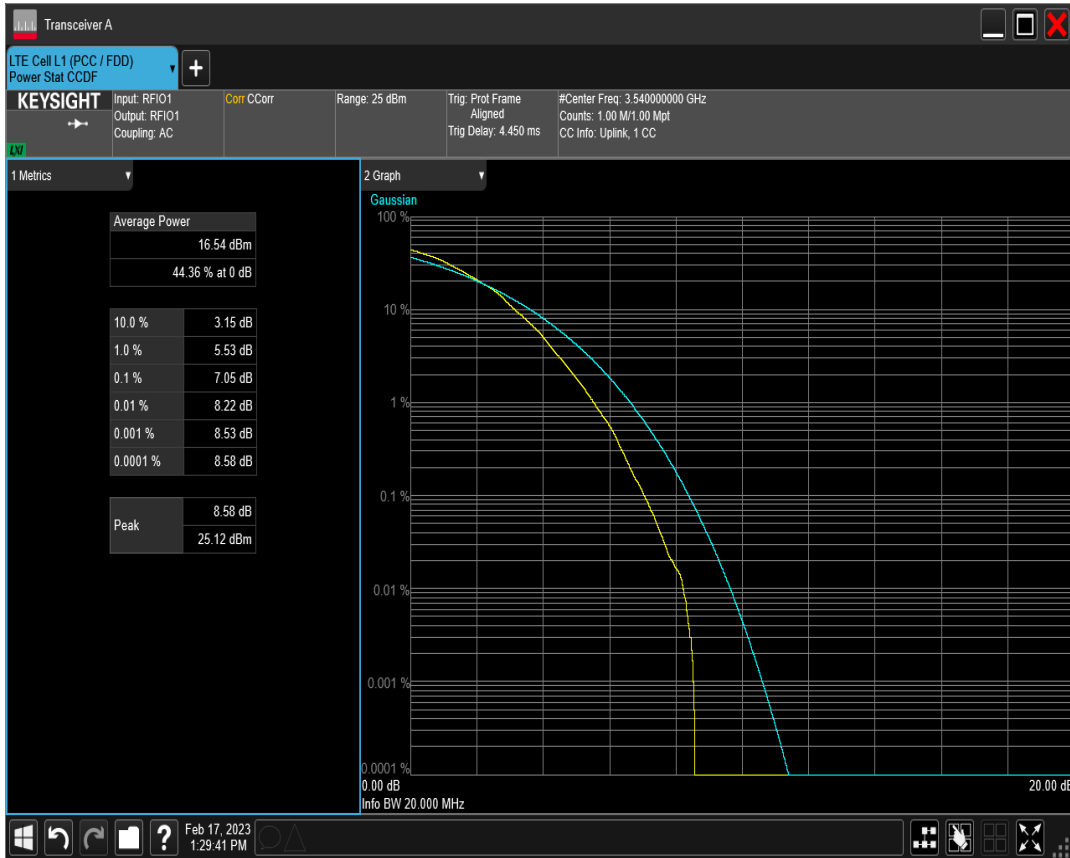 Transceiver A
LTE Cell L1 (PCC / FDD)
Power Stat CCDF
+
KEYSIGHT
LXI
Input: RFIO1
Output: RFIO1
Coupling: AC
Corr CCorr
Range: 25 dBm
Trig: Prot Frame
Aligned
Trig Delay: 4.450 ms
#Center Freq: 3.540000000 GHz
Counts: 1.00 M/1.00 Mpt
CC Info: Uplink, 1 CC
1 Metrics
Average Power
16.54 dBm
44.36 % at 0 dB
10.0 % 3.15 dB
1.0 % 5.53 dB
0.1 % 7.05 dB
0.01 % 8.22 dB
0.001 % 8.53 dB
0.0001 % 8.58 dB
Peak
8.58 dB
25.12 dBm
2 Graph
Gaussian
100 %
10 %
1 %
0.1 %
0.01 %
0.001 %
0.0001 %
0.00 dB 20.00 dB
Info BW 20.000 MHz
?
Feb 17, 2023
1:29:41 PM